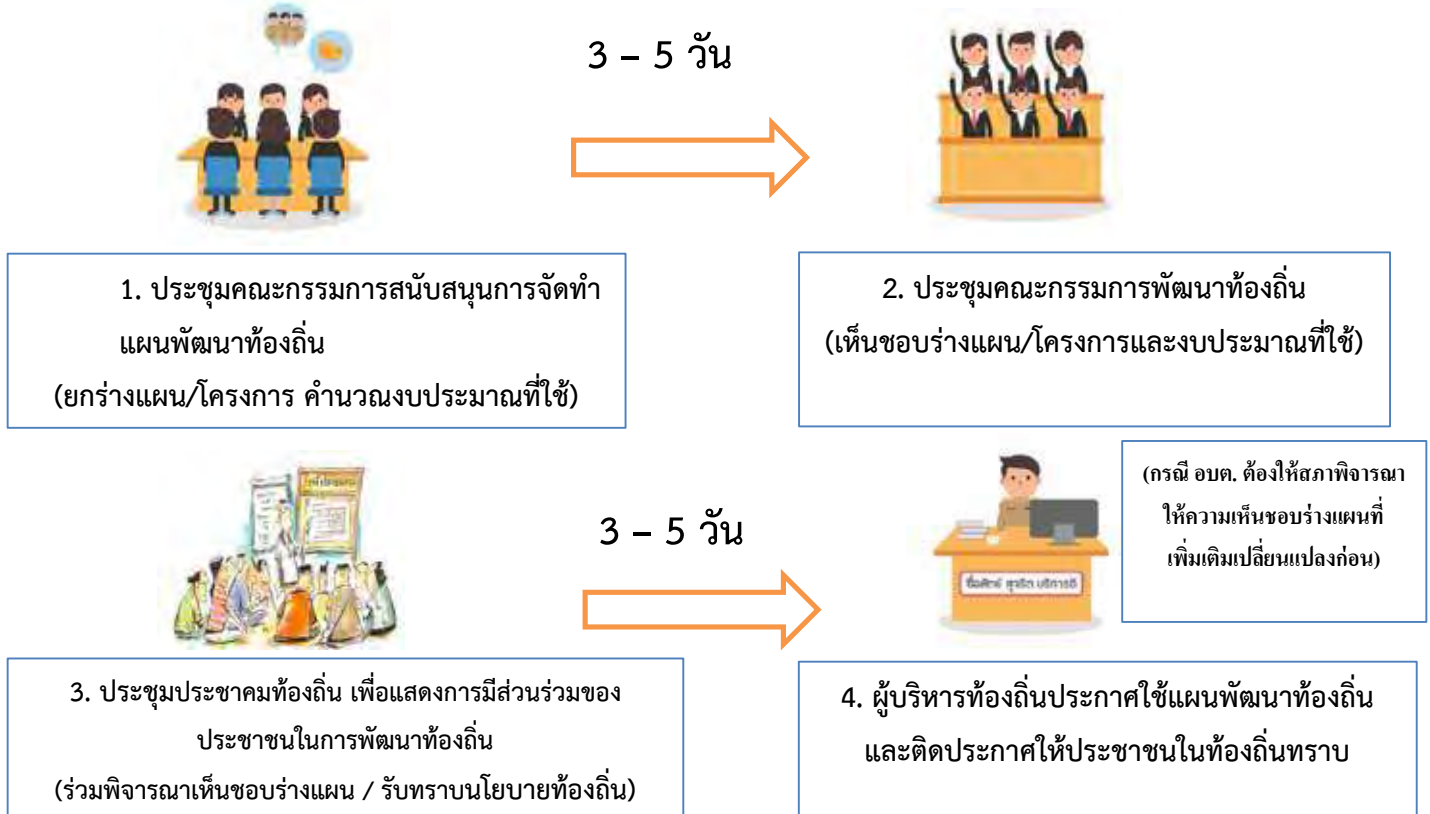 3 – 5 วัน
1. ประชุมคณะกรรมการสนับสนุนการจัดทำ
แผนพัฒนาท้องถิ่น
(ยกร่างแผน/โครงการ คำนวณงบประมาณที่ใช้)
2. ประชุมคณะกรรมการพัฒนาท้องถิ่น
(เห็นชอบร่างแผน/โครงการและงบประมาณที่ใช้)
3 – 5 วัน
(กรณี อบต. ต้องให้สภาพิจารณา
ให้ความเห็นชอบร่างแผนที่
เพิ่มเติมเปลี่ยนแปลงก่อน)
ซื่อสัตย์ สุจริต บริการดี
3. ประชุมประชาคมท้องถิ่น เพื่อแสดงการมีส่วนร่วมของ
ประชาชนในการพัฒนาท้องถิ่น
(ร่วมพิจารณาเห็นชอบร่างแผน / รับทราบนโยบายท้องถิ่น)
4. ผู้บริหารท้องถิ่นประกาศใช้แผนพัฒนาท้องถิ่น
และติดประกาศให้ประชาชนในท้องถิ่นทราบ